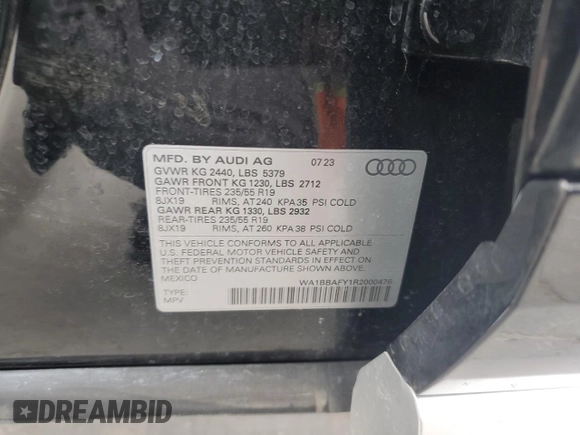 MFD. BY AUDI AG 07 23
GVWR KG 2440, LBS 5379
GAWR FRONT KG 1230, LBS 2712
FRONT-TIRES 235/55 R19
8JX19 RIMS, AT 240 KPA 35 PSI COLD
GAWR REAR KG 1330, LBS 2932
REAR-TIRES 235/55 R19
8JX19 RIMS, AT 260 KPA 38 PSI COLD
THIS VEHICLE CONFORMS TO ALL APPLICABLE
U.S. FEDERAL MOTOR VEHICLE SAFETY AND
THEFT PREVENTION STANDARDS IN EFFECT ON
THE DATE OF MANUFACTURE SHOWN ABOVE.
MEXICO
WA1BBAFY1R2000476
TYPE:
MPV
DREAMBID